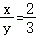 x/y = 2/3